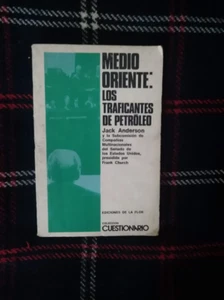 MEDIO
ORIENTE:
LOS
TRAFICANTES
DE PETRÓLEO
Jack Anderson
y la Subcomisión de
Compañías
Multinacionales
del Senado de
los Estados Unidos,
presidida por
Frank Church
EDICIONES DE LA FLOR
COLECCION
CUESTIONARIO